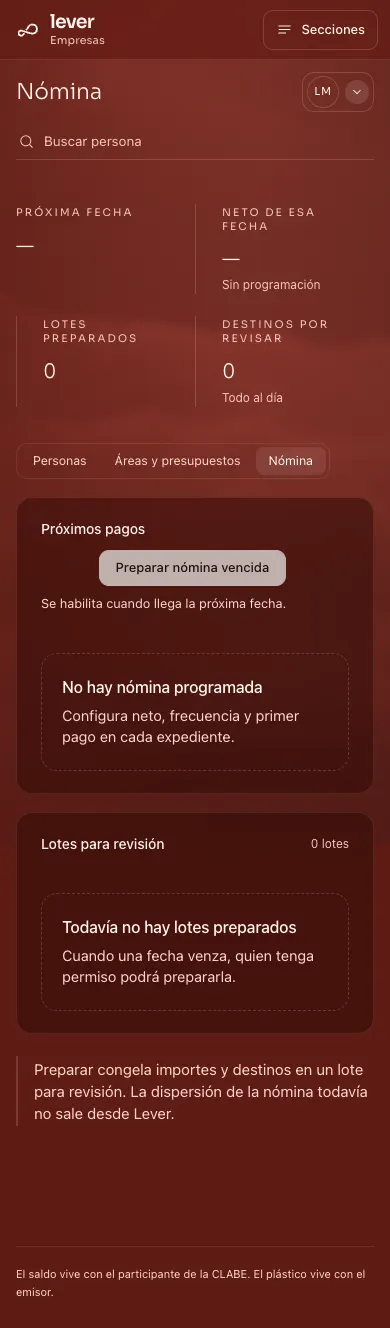 lever
Empresas
Secciones
Nómina
LM
Buscar persona
PRÓXIMA FECHA
—
NETO DE ESA
FECHA
—
Sin programación
LOTES
PREPARADOS
0
DESTINOS POR
REVISAR
0
Todo al día
Personas
Áreas y presupuestos
Nómina
Próximos pagos
Preparar nómina vencida
Se habilita cuando llega la próxima fecha.
No hay nómina programada
Configura neto, frecuencia y primer
pago en cada expediente.
Lotes para revisión
0 lotes
Todavía no hay lotes preparados
Cuando una fecha venza, quien tenga
permiso podrá prepararla.
Preparar congela importes y destinos en un lote
para revisión. La dispersión de la nómina todavía
no sale desde Lever.
El saldo vive con el participante de la CLABE. El plástico vive con el
emisor.